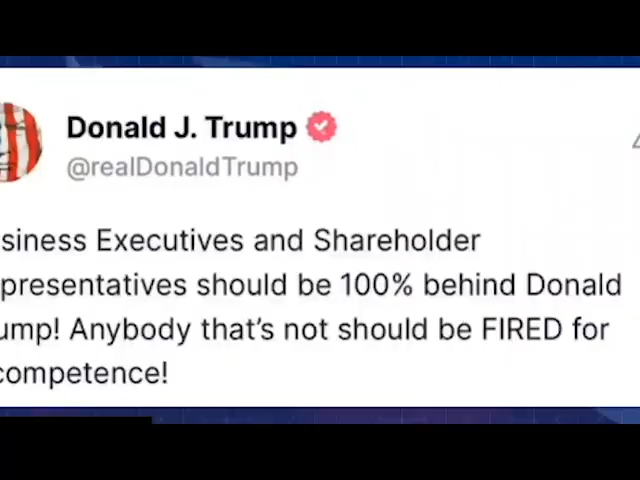 Donald J. Trump
@realDonaldTrump
siness Executives and Shareholder
presentatives should be 100% behind Donald
ump! Anybody that’s not should be FIRED for
competence!